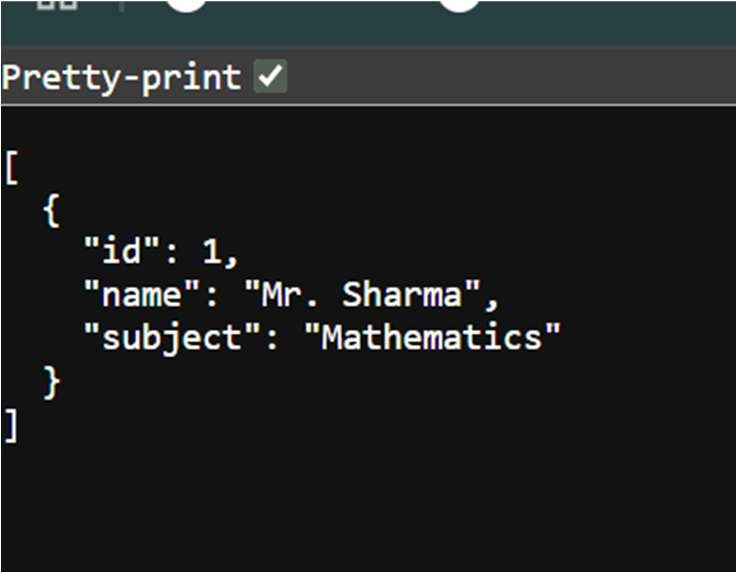 Pretty-print
[
  {
    "id": 1,
    "name": "Mr. Sharma",
    "subject": "Mathematics"
  }
]